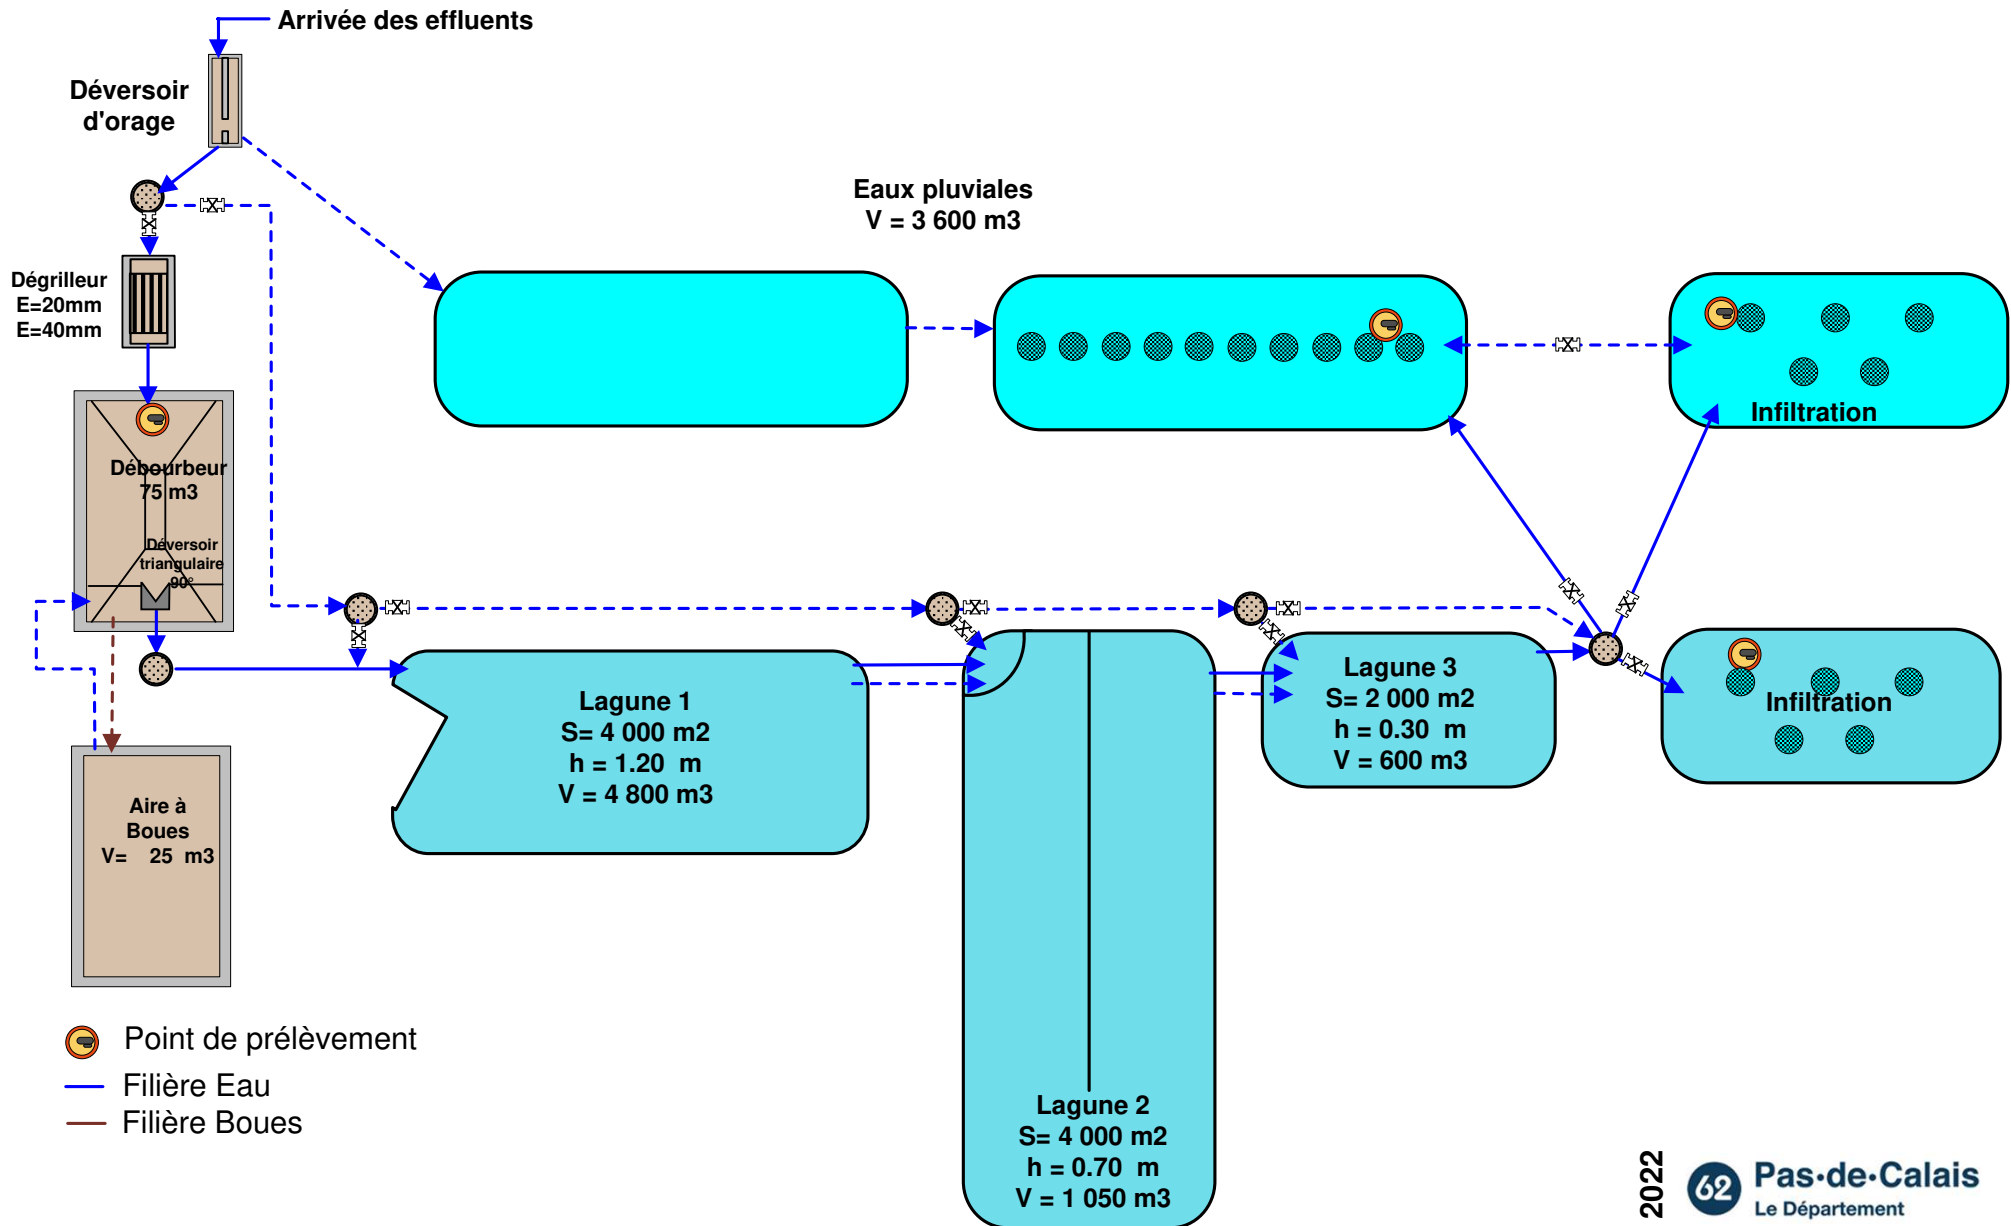 Arrivée des effluents
Déversoir
d'orage
Eaux pluviales
V = 3 600 m3
Dégrilleur
E=20mm
E=40mm
Infiltration
Débourbeur
75 m3
Déversoir
triangulaire
90°
Lagune 1
S= 4 000 m2
h = 1.20 m
V = 4 800 m3
Lagune 3
S= 2 000 m2
h = 0.30 m
V = 600 m3
Infiltration
Aire à
Boues
V= 25 m3
Lagune 2
S= 4 000 m2
h = 0.70 m
V = 1 050 m3
Point de prélèvement
Filière Eau
Filière Boues
2022
62
Pas·de·Calais
Le Département